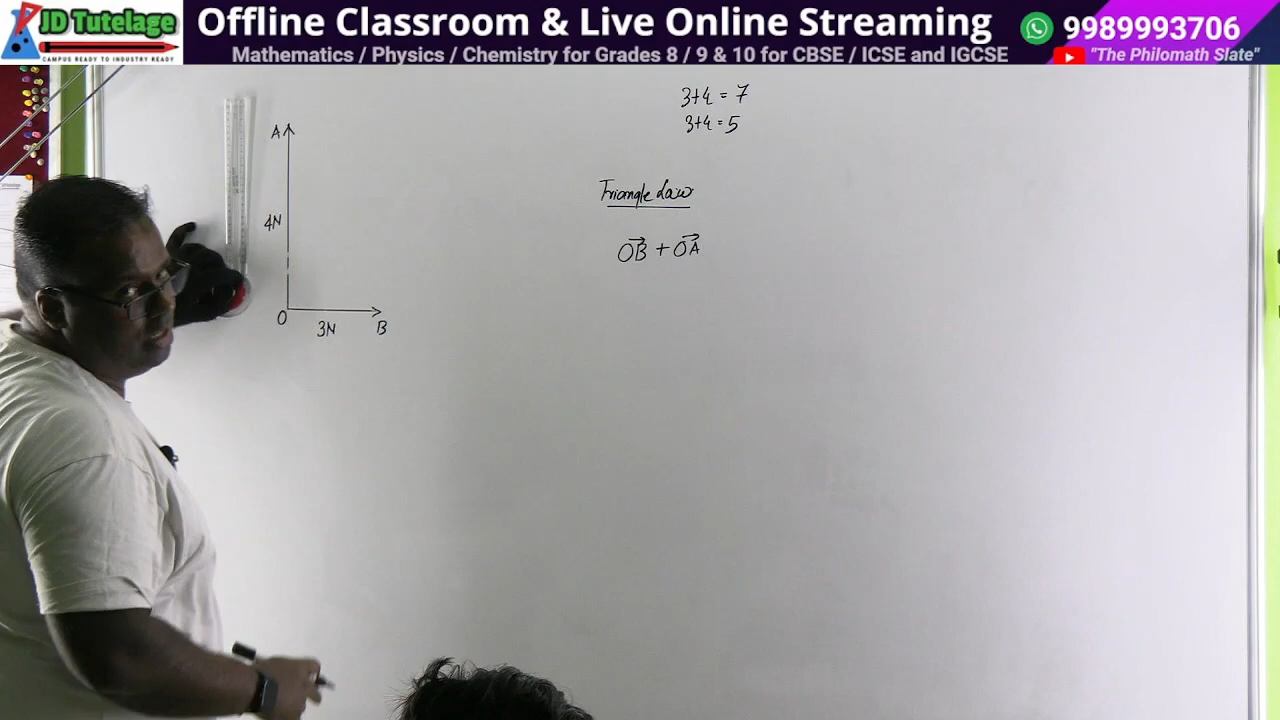 JD Tutelage
CAMPUS READY TO INDUSTRY READY
Offline Classroom & Live Online Streaming
Mathematics / Physics / Chemistry for Grades 8 / 9 & 10 for CBSE / ICSE and IGCSE
9989993706
"The Philomath Slate"
3+4 = 7
3+4 = 5
A
4N
O
3N
B
Triangle Law
OB + OA